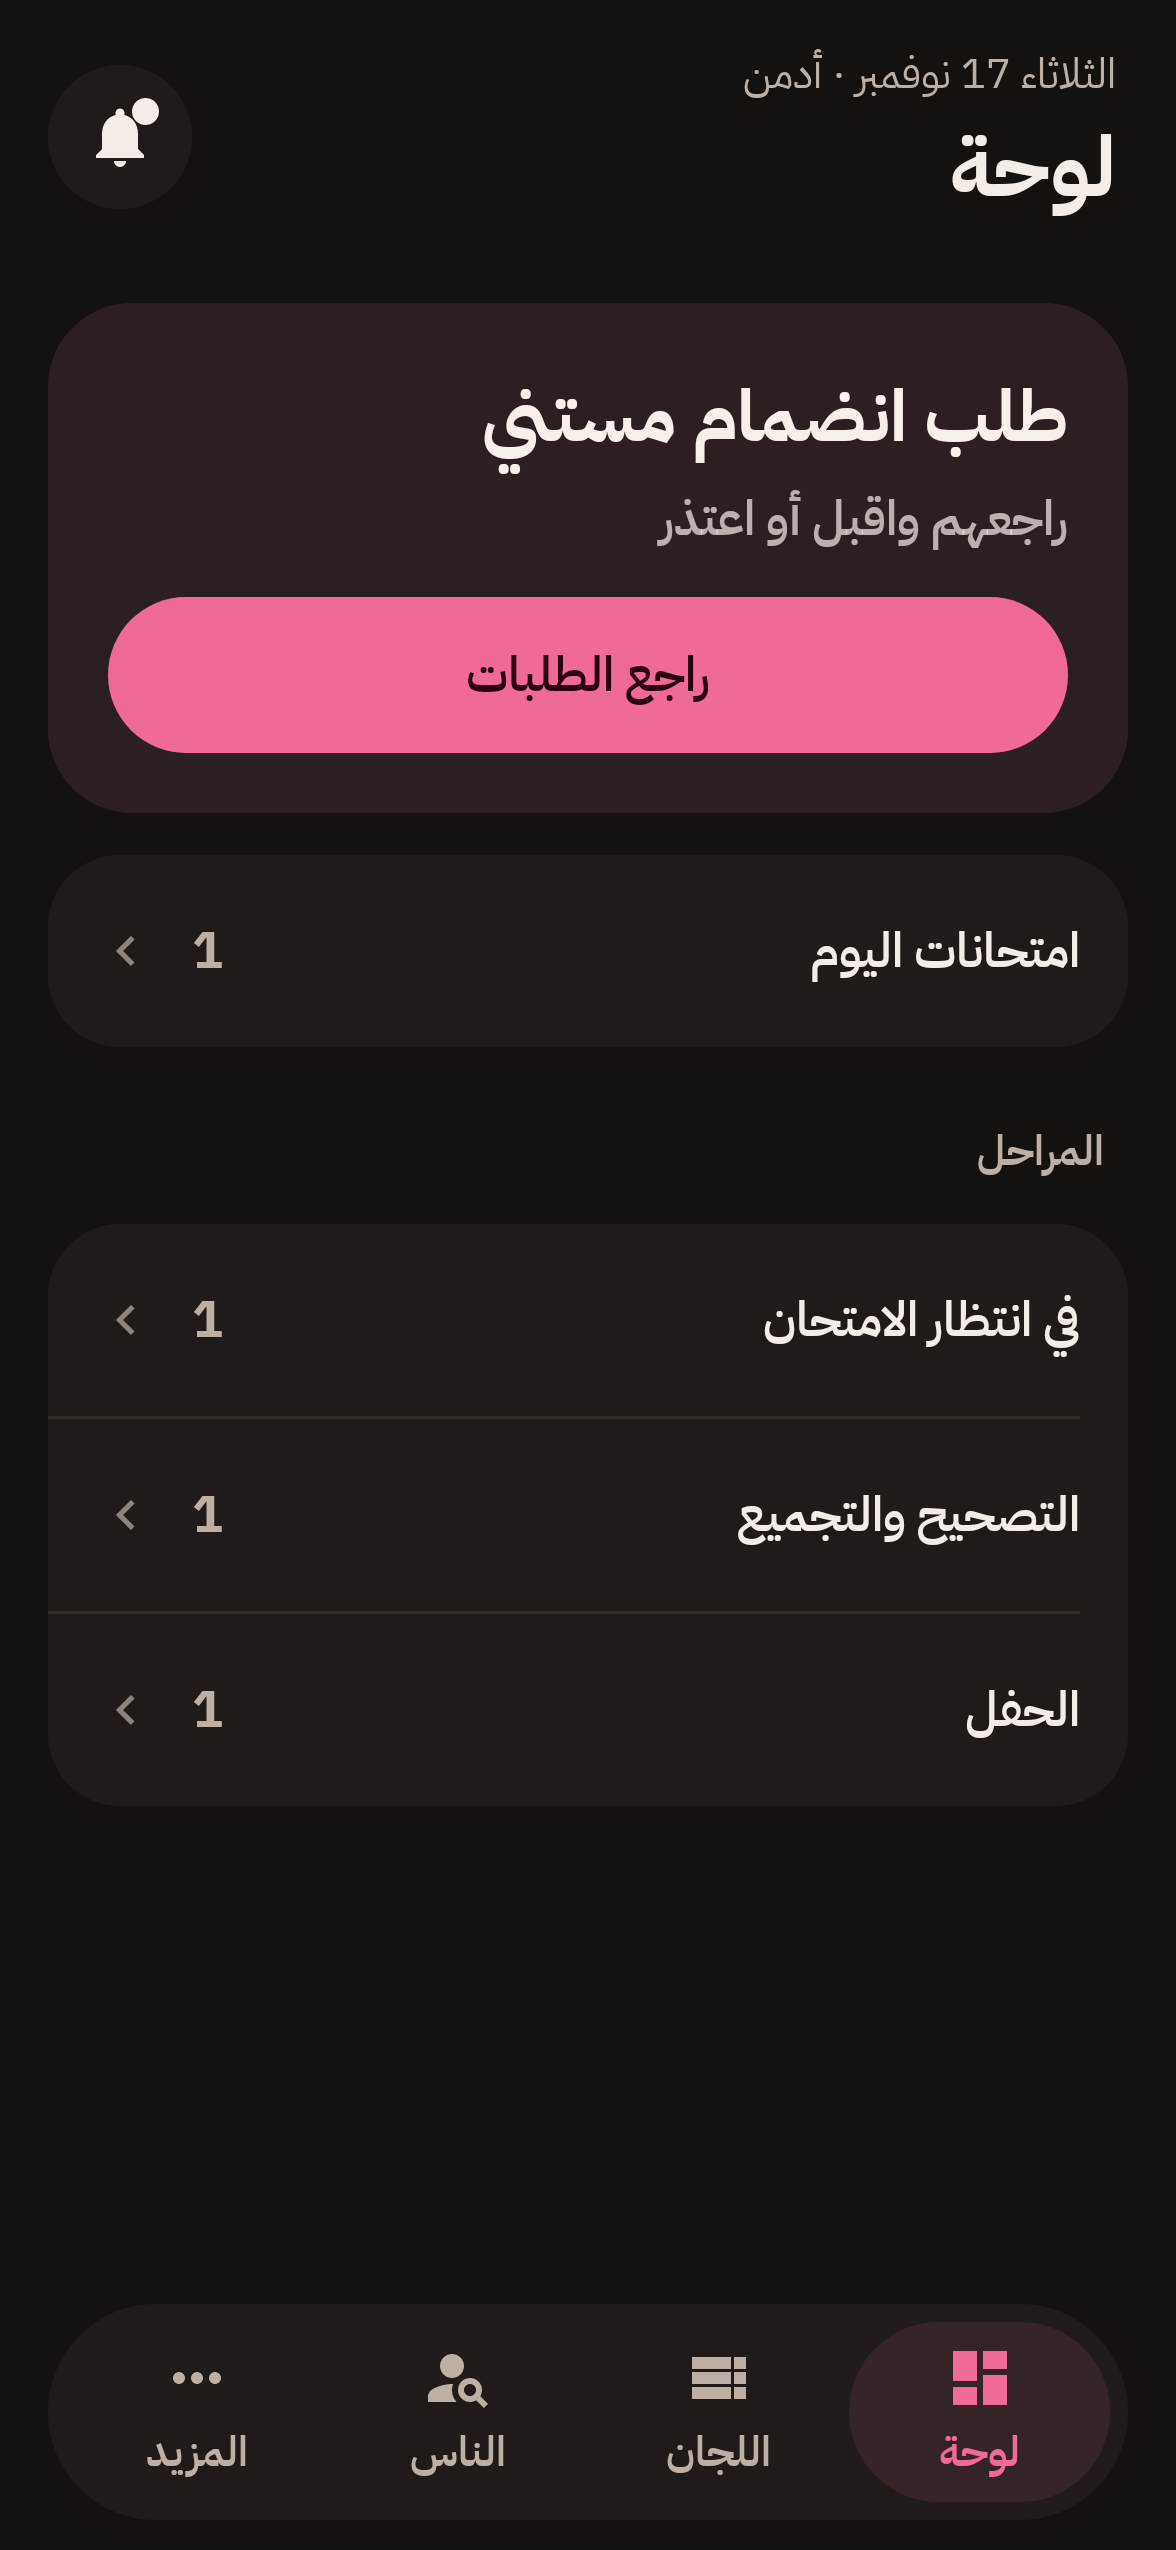 الثلاثاء 17 نوفمبر · أدمن
لوحة
طلب انضمام مستني
راجعهم واقبل أو اعتذر
راجع الطلبات
امتحانات اليوم 1
المراحل
في انتظار الامتحان 1
التصحيح والتجميع 1
الحفل 1
لوحة
اللجان
الناس
المزيد